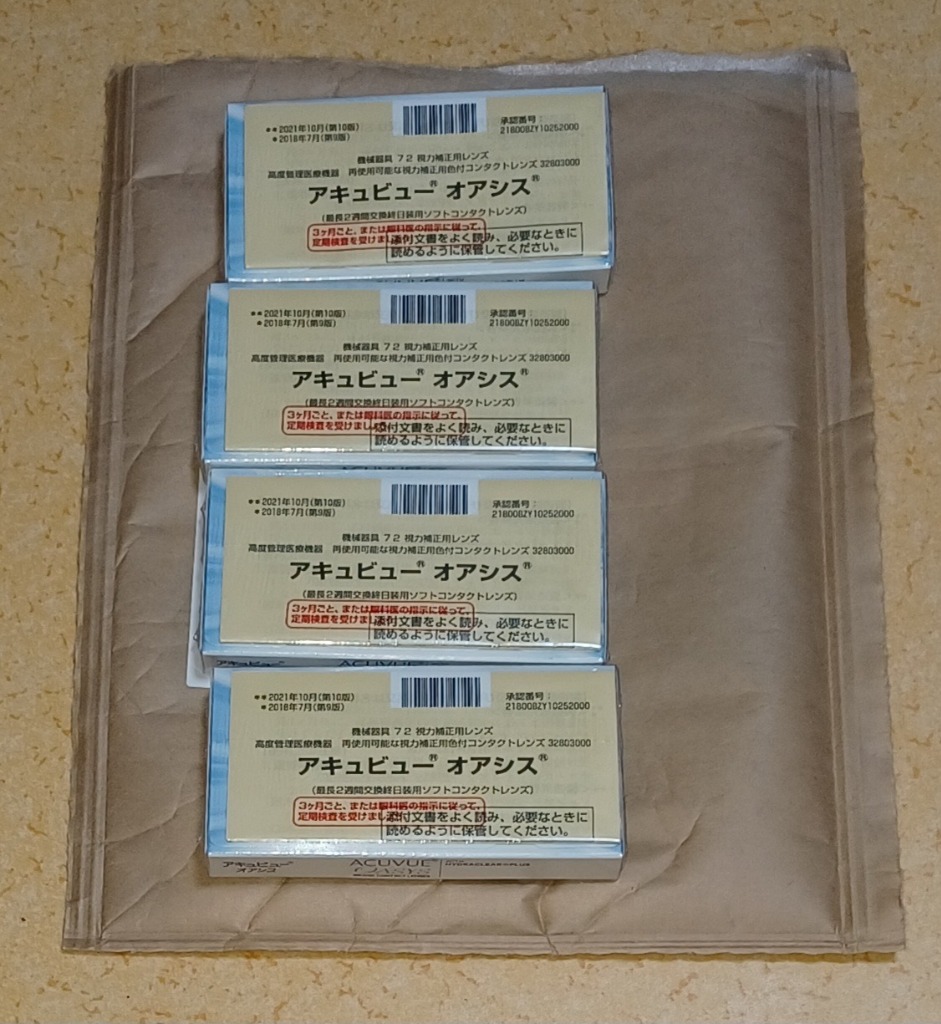 **2021年10月(第10版)
*2018年7月(第9版)
承認番号:
21800BZY10252000
機械器具 72 視力補正用レンズ
高度管理医療機器 再使用可能な視力補正用色付コンタクトレンズ 32803000
アキュビュー® オアシス®
(最長2週間交換終日装用ソフトコンタクトレンズ)
3ヶ月ごと、または眼科医の指示に従って、
定期検査を受けまし
添付文書をよく読み、必要なときに
読めるように保管してください。
**2021年10月(第10版)
*2018年7月(第9版)
承認番号:
21800BZY10252000
機械器具 72 視力補正用レンズ
高度管理医療機器 再使用可能な視力補正用色付コンタクトレンズ 32803000
アキュビュー® オアシス®
(最長2週間交換終日装用ソフトコンタクトレンズ)
3ヶ月ごと、または眼科医の指示に従って、
定期検査を受けまし
添付文書をよく読み、必要なときに
読めるように保管してください。
**2021年10月(第10版)
*2018年7月(第9版)
承認番号:
21800BZY10252000
機械器具 72 視力補正用レンズ
高度管理医療機器 再使用可能な視力補正用色付コンタクトレンズ 32803000
アキュビュー® オアシス®
(最長2週間交換終日装用ソフトコンタクトレンズ)
3ヶ月ごと、または眼科医の指示に従って、
定期検査を受けまし
添付文書をよく読み、必要なときに
読めるように保管してください。
アキュビュー®
ACUVUE
**2021年10月(第10版)
*2018年7月(第9版)
承認番号:
21800BZY10252000
機械器具 72 視力補正用レンズ
高度管理医療機器 再使用可能な視力補正用色付コンタクトレンズ 32803000
アキュビュー® オアシス®
(最長2週間交換終日装用ソフトコンタクトレンズ)
3ヶ月ごと、または眼科医の指示に従って、
定期検査を受けまし
添付文書をよく読み、必要なときに
読めるように保管してください。
アキュビュー®
オアシス
ACUVUE®
OASYS
HYDRACLEAR® PLUS